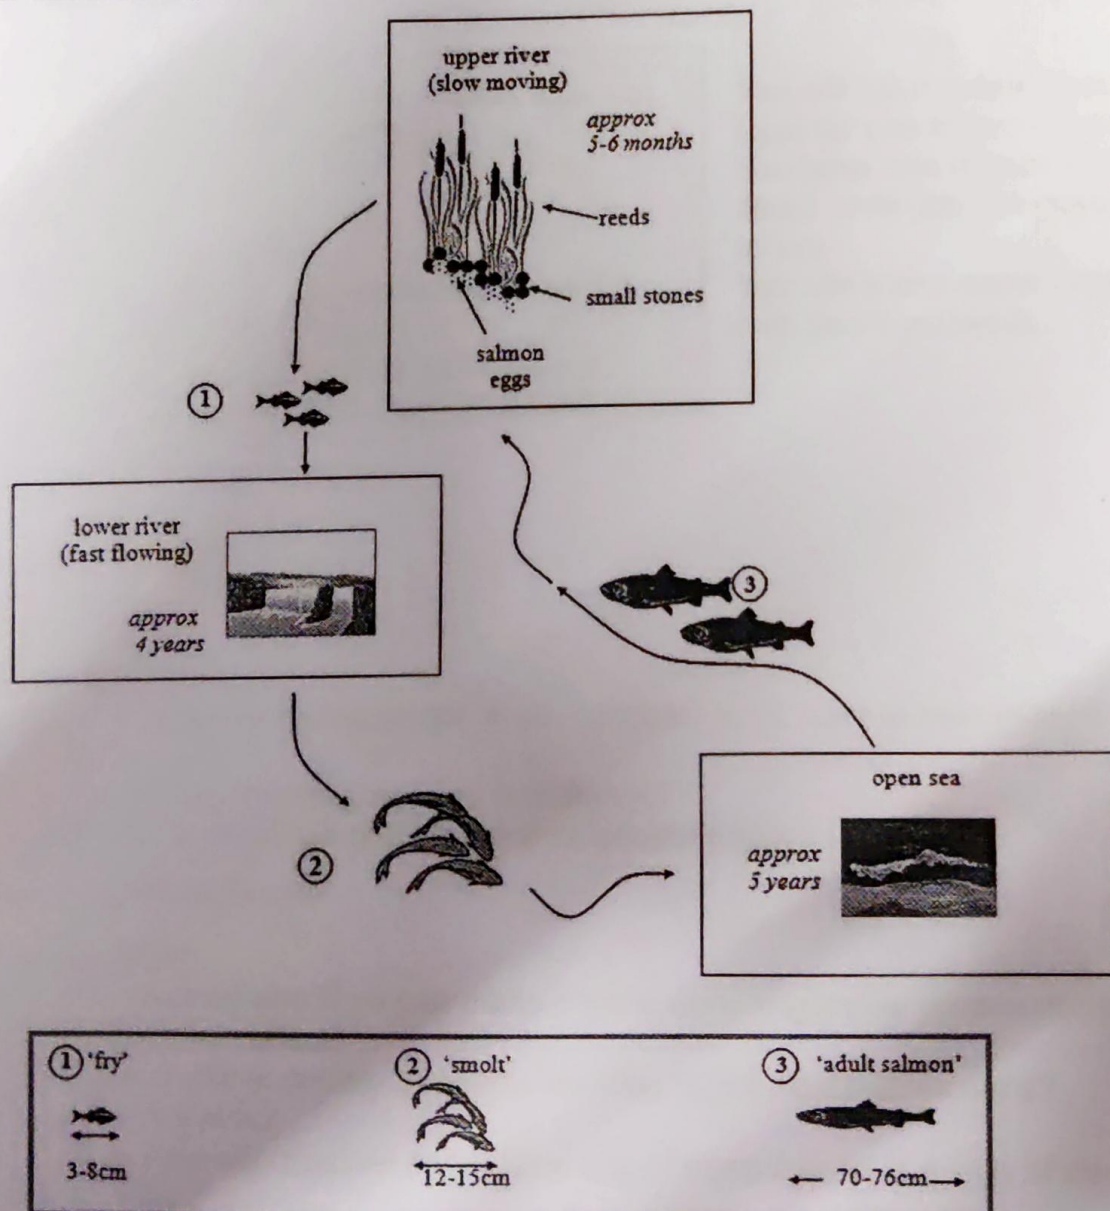 upper river
(slow moving)
approx
5-6 months
reeds
small stones
salmon
eggs
1
lower river
(fast flowing)
approx
4 years
3
open sea
approx
5 years
2
1 'fry'
3-8cm
2 'smolt'
12-15cm
3 'adult salmon'
70-76cm